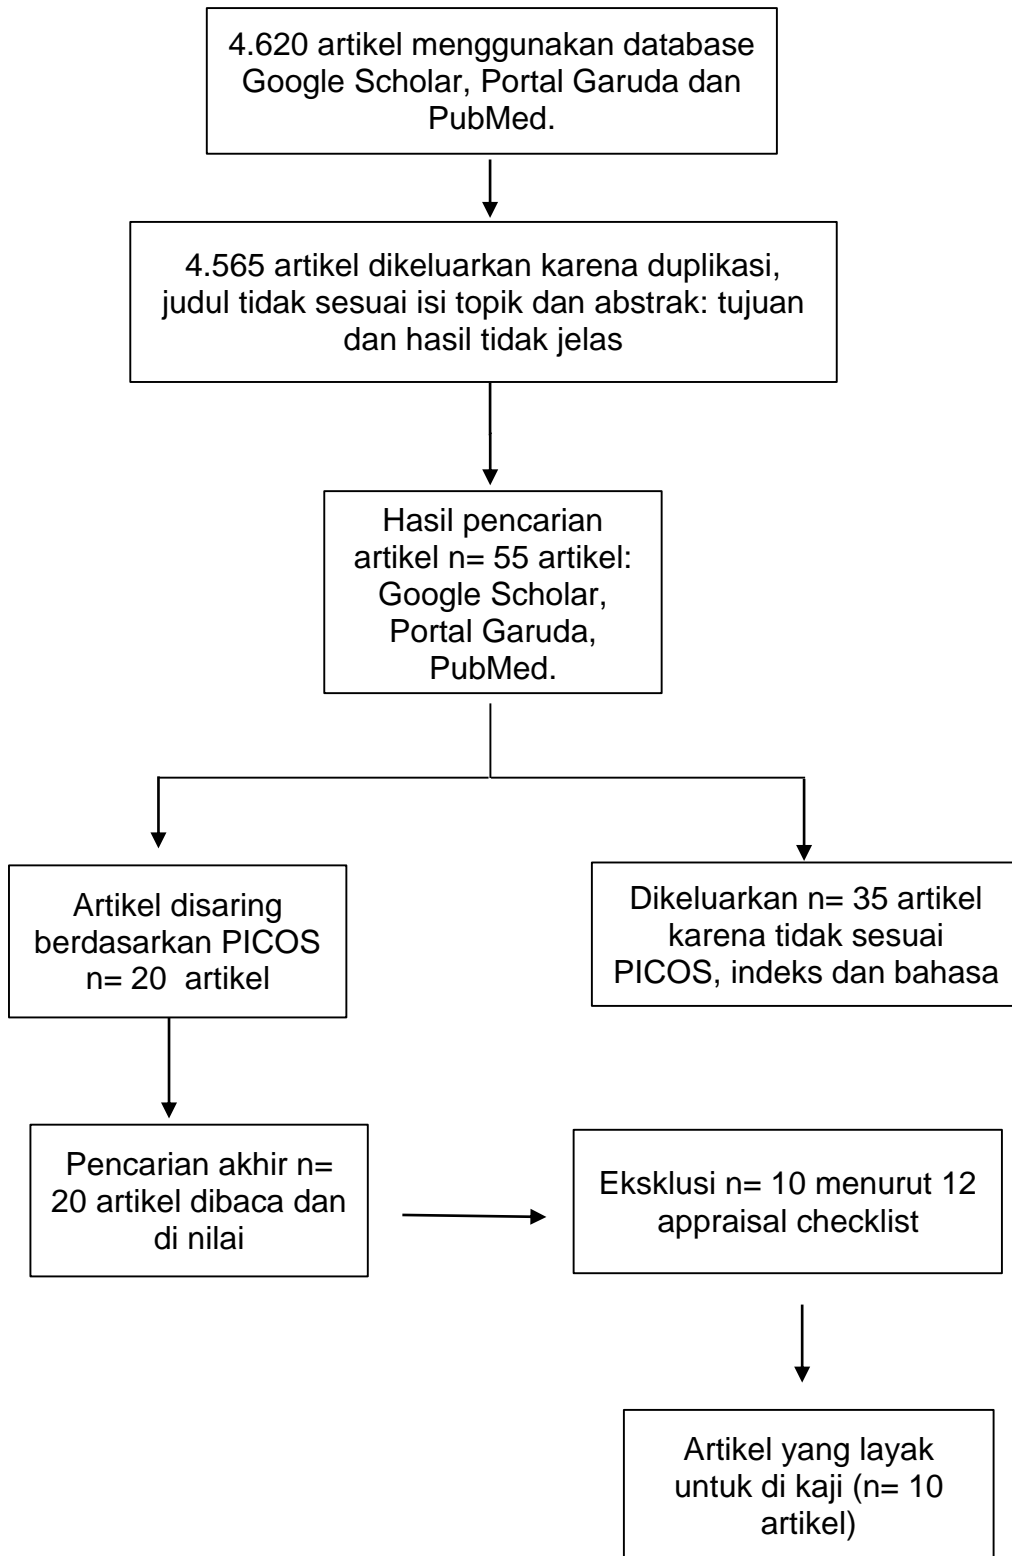 4.620 artikel menggunakan database
Google Scholar, Portal Garuda dan
PubMed.
4.565 artikel dikeluarkan karena duplikasi,
judul tidak sesuai isi topik dan abstrak: tujuan
dan hasil tidak jelas
Hasil pencarian
artikel n= 55 artikel:
Google Scholar,
Portal Garuda,
PubMed.
Artikel disaring
berdasarkan PICOS
n= 20 artikel
Dikeluarkan n= 35 artikel
karena tidak sesuai
PICOS, indeks dan bahasa
Pencarian akhir n=
20 artikel dibaca dan
di nilai
Eksklusi n= 10 menurut 12
appraisal checklist
Artikel yang layak
untuk di kaji (n= 10
artikel)